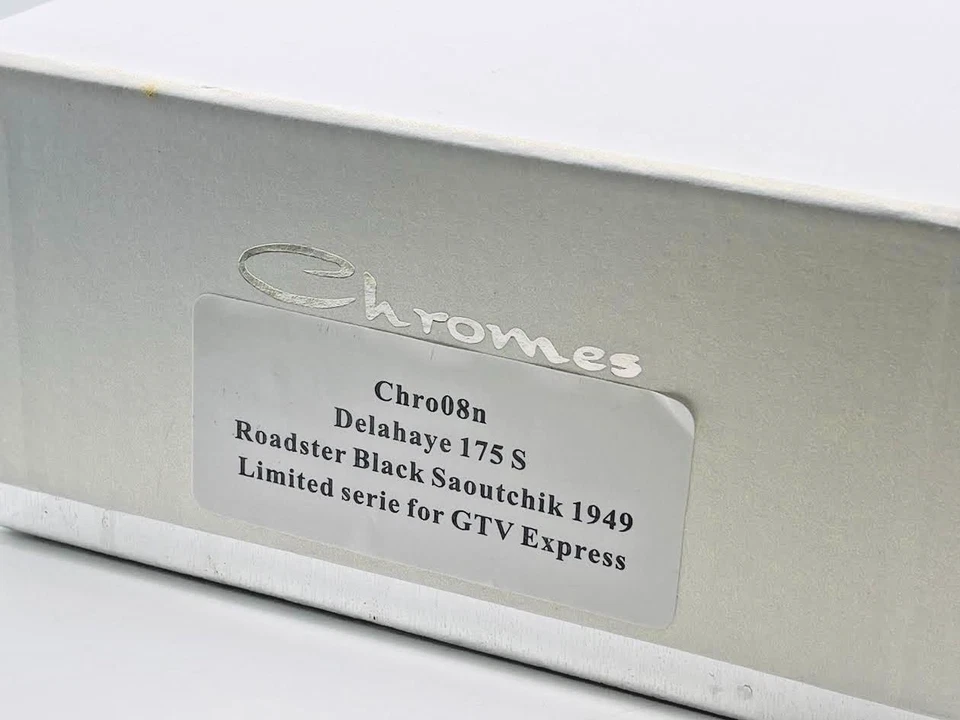 Chromes
Chro08n
Delahaye 175 S
Roadster Black Saoutchik 1949
Limited serie for GTV Express